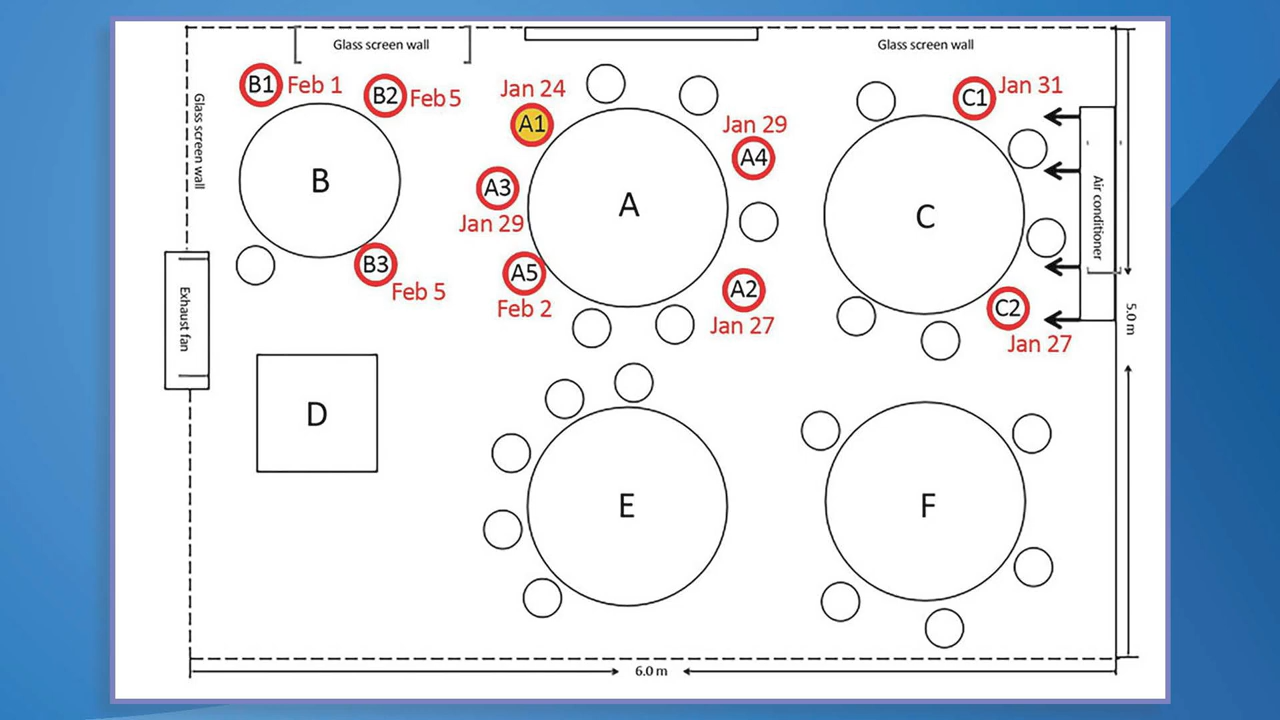 Glass screen wall
Glass screen wall
Glass screen wall
B1 Feb 1
B2 Feb 5
Jan 24
A1
Jan 29
A4
C1 Jan 31
B
A3
Jan 29
A
C
Air conditioner
B3
Feb 5
A5
Feb 2
A2
Jan 27
C2
Jan 27
Exhaust fan
5.0 m
D
E
F
6.0 m